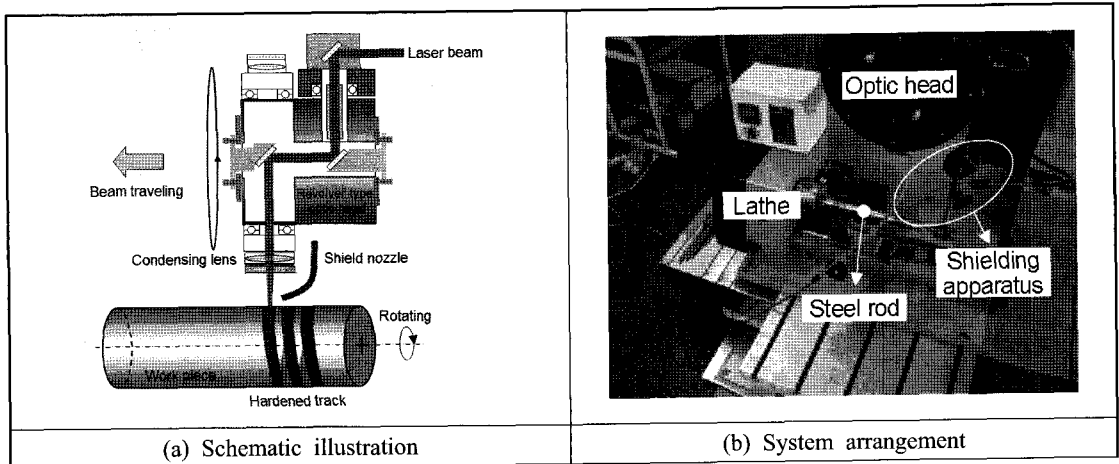 Laser beam
Beam traveling
Condensing lens
Shield nozzle
Rotating
Work piece
Hardened track
(a) Schematic illustration
Optic head
Lathe
Steel rod
Shielding
apparatus
(b) System arrangement